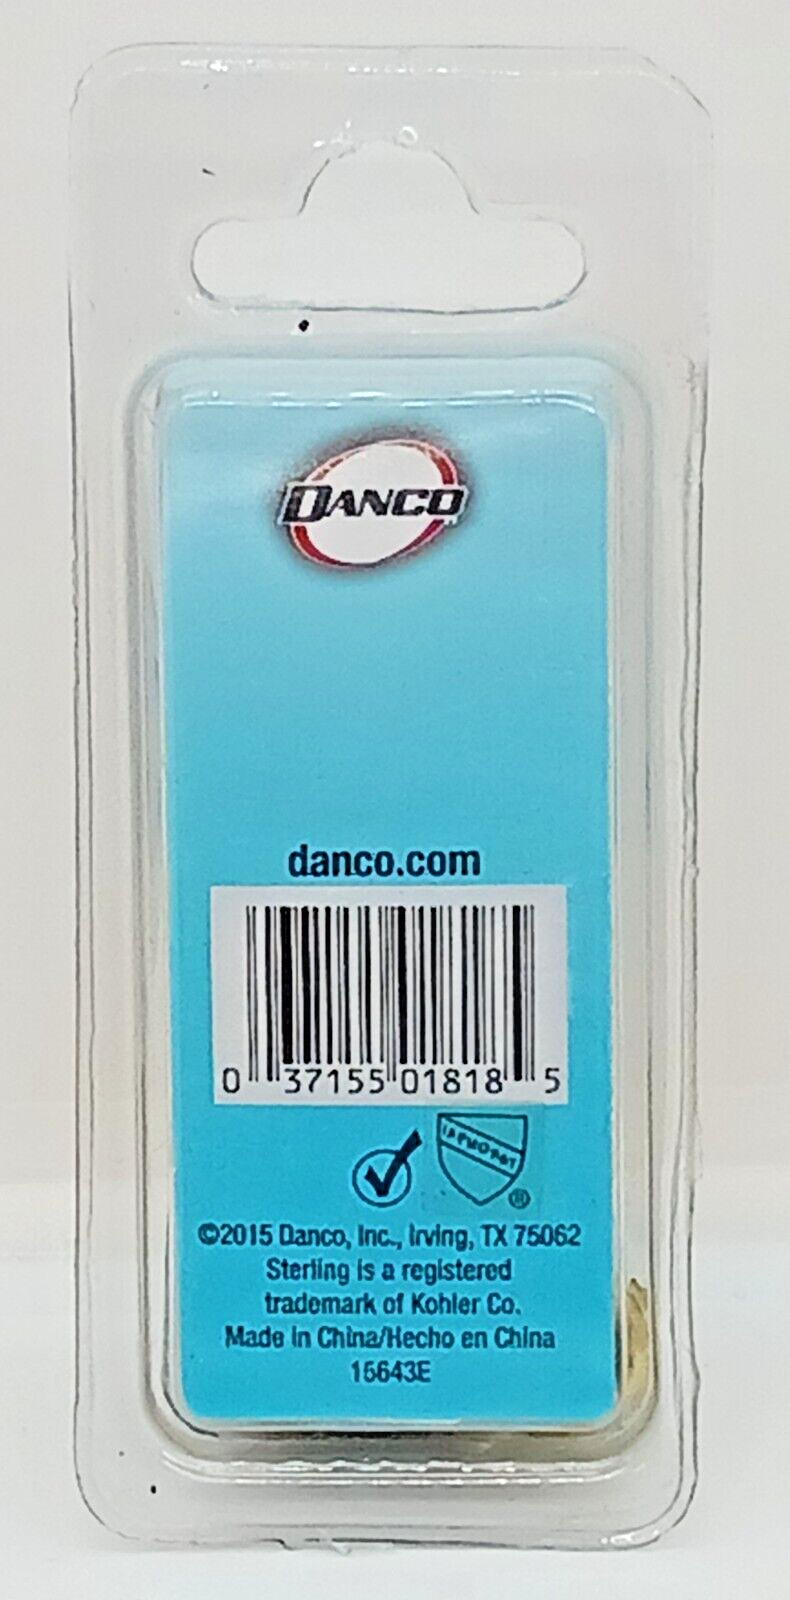 DANCO
danco.com
0 37155 01818 5
IAPMO R&T
®
©2015 Danco, Inc., Irving, TX 75062
Sterling is a registered
trademark of Kohler Co.
Made in China/Hecho en China
15643E